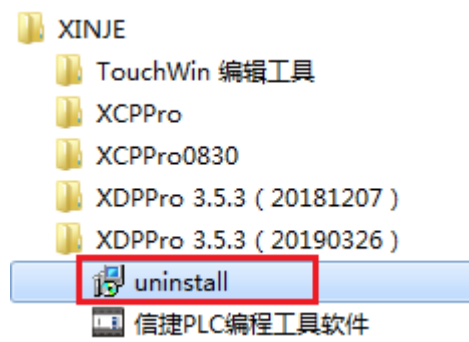 XINJE
TouchWin 编辑工具
XCPPro
XCPPro0830
XDPPro 3.5.3 ( 20181207 )
XDPPro 3.5.3 ( 20190326 )
uninstall
信捷PLC编程工具软件